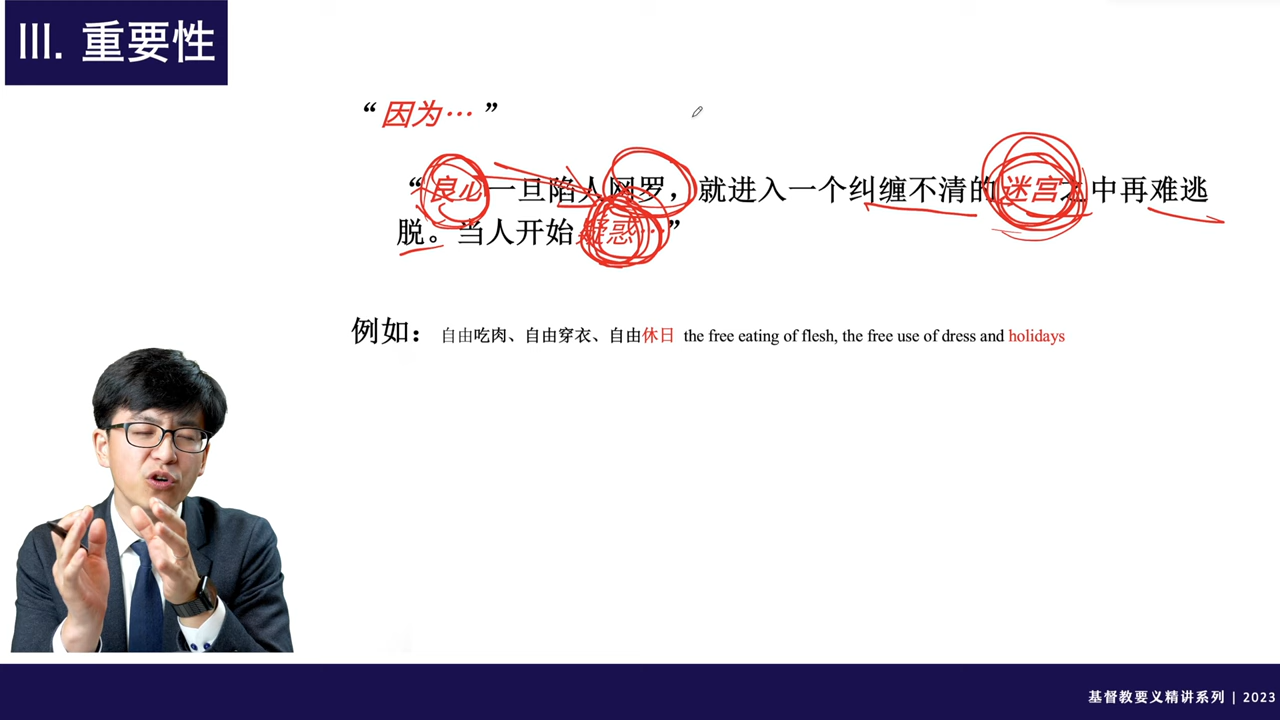 III. 重要性
“因为…”
“良心一旦陷入网罗，就进入一个纠缠不清的迷宫之中再难逃
脱。当人开始疑惑…”
例如：自由吃肉、自由穿衣、自由休日 the free eating of flesh, the free use of dress and holidays
基督教要义精讲系列 | 2023